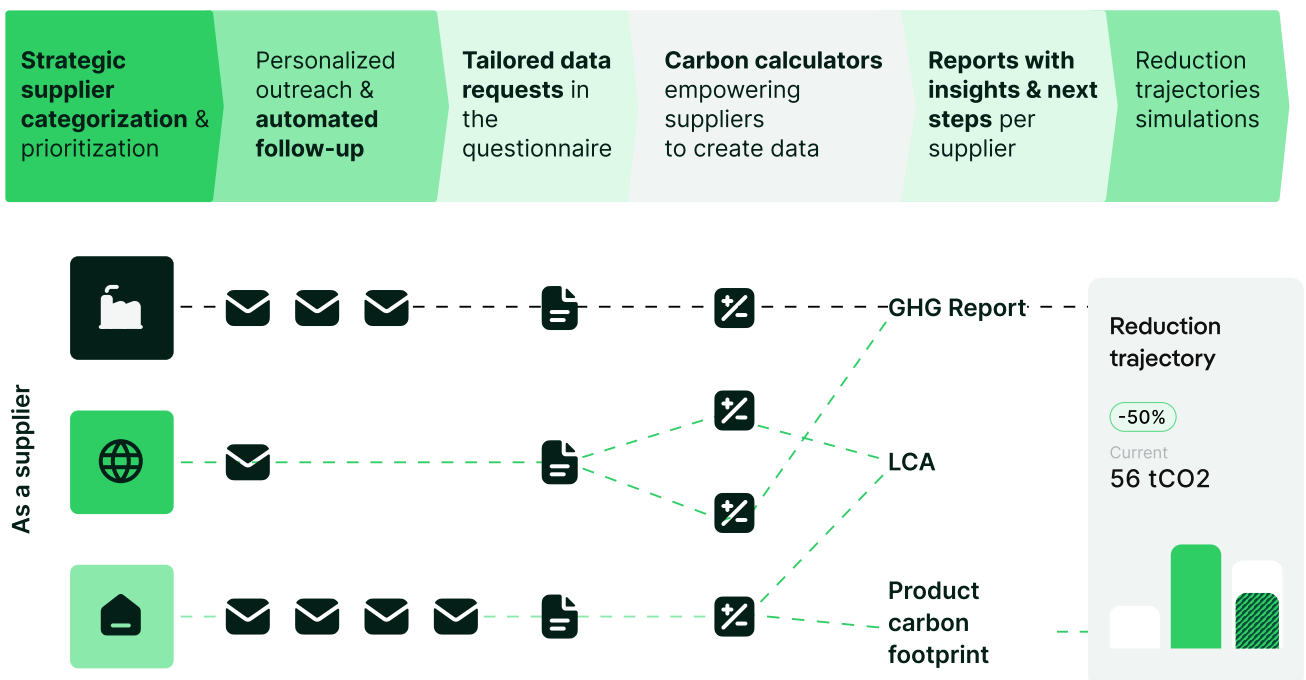 Strategic
supplier
categorization &
prioritization
Personalized
outreach &
automated
follow-up
Tailored data
requests in
the
questionnaire
Carbon calculators
empowering
suppliers
to create data
Reports with
insights & next
steps per
supplier
Reduction
trajectories
simulations
As a supplier
GHG Report
LCA
Product
carbon
footprint
Reduction
trajectory
-50%
Current
56 tCO2